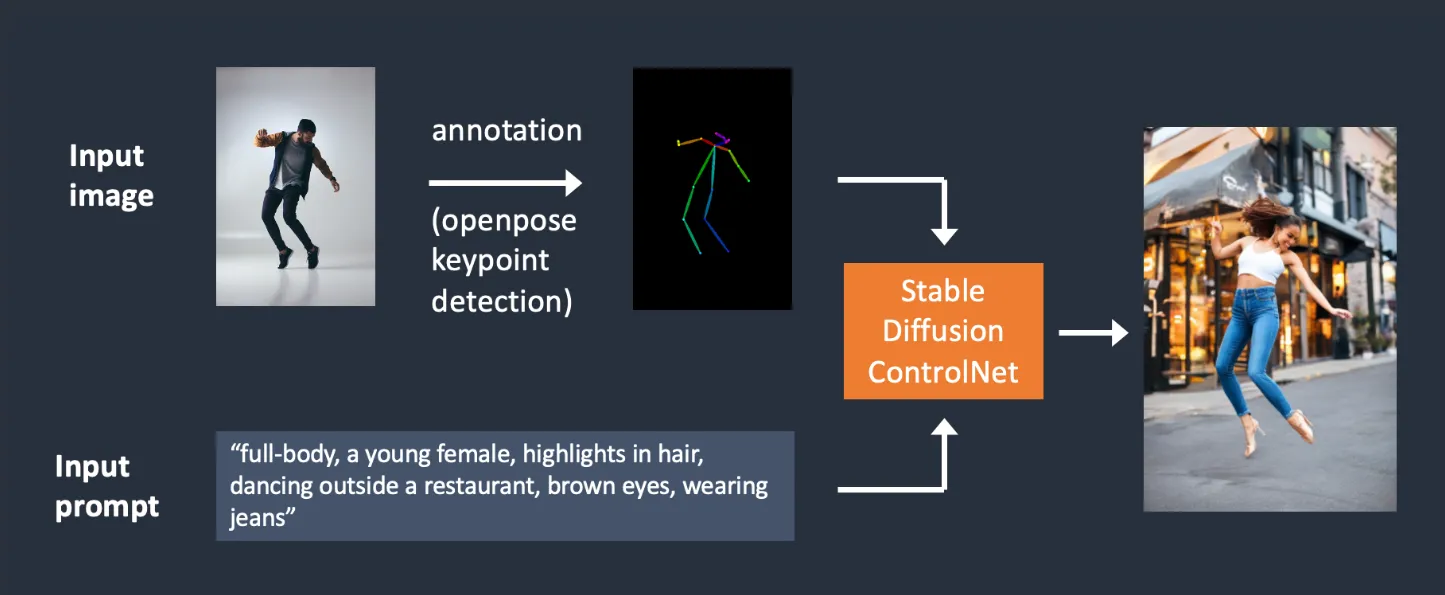 Input
image
annotation
(openpose
keypoint
detection)
Stable
Diffusion
ControlNet
Input
prompt
“full-body, a young female, highlights in hair,
dancing outside a restaurant, brown eyes, wearing
jeans”